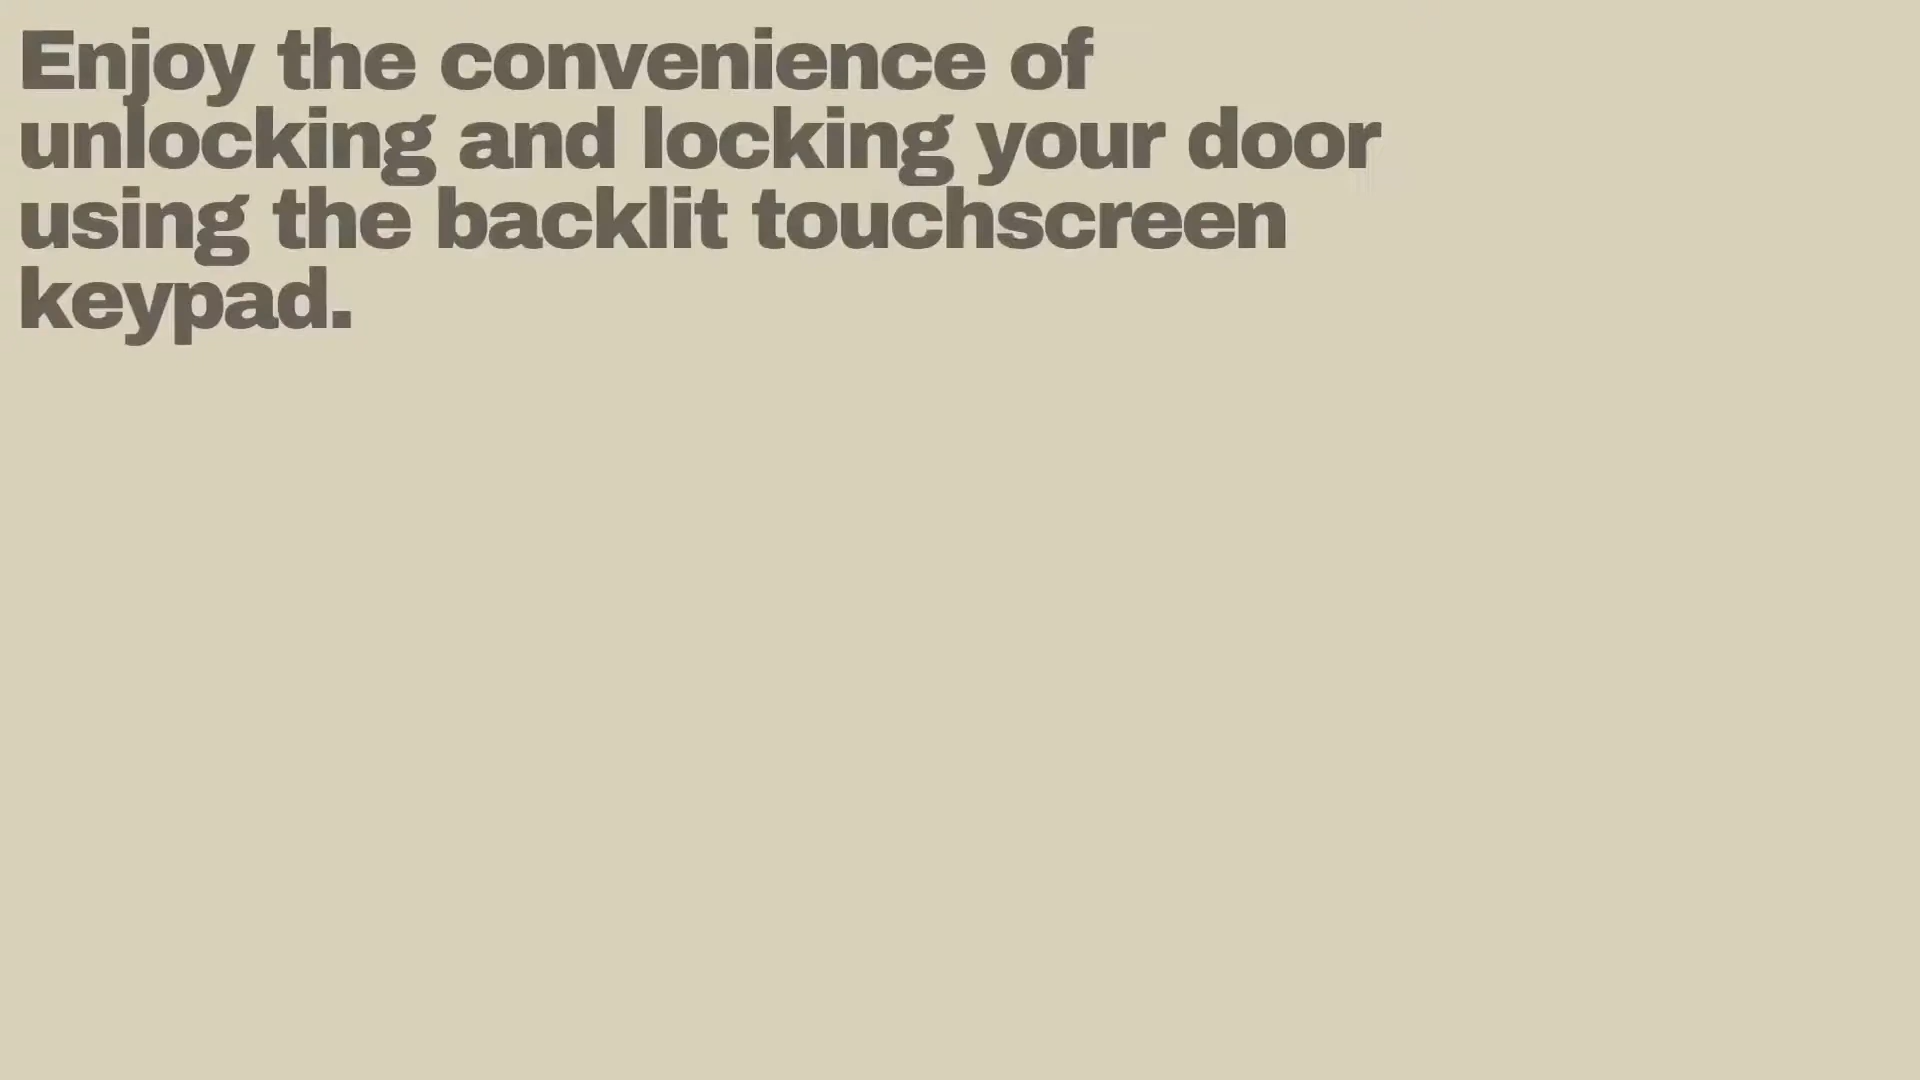 Enjoy the convenience of
unlocking and locking your door
using the backlit touchscreen
keypad.